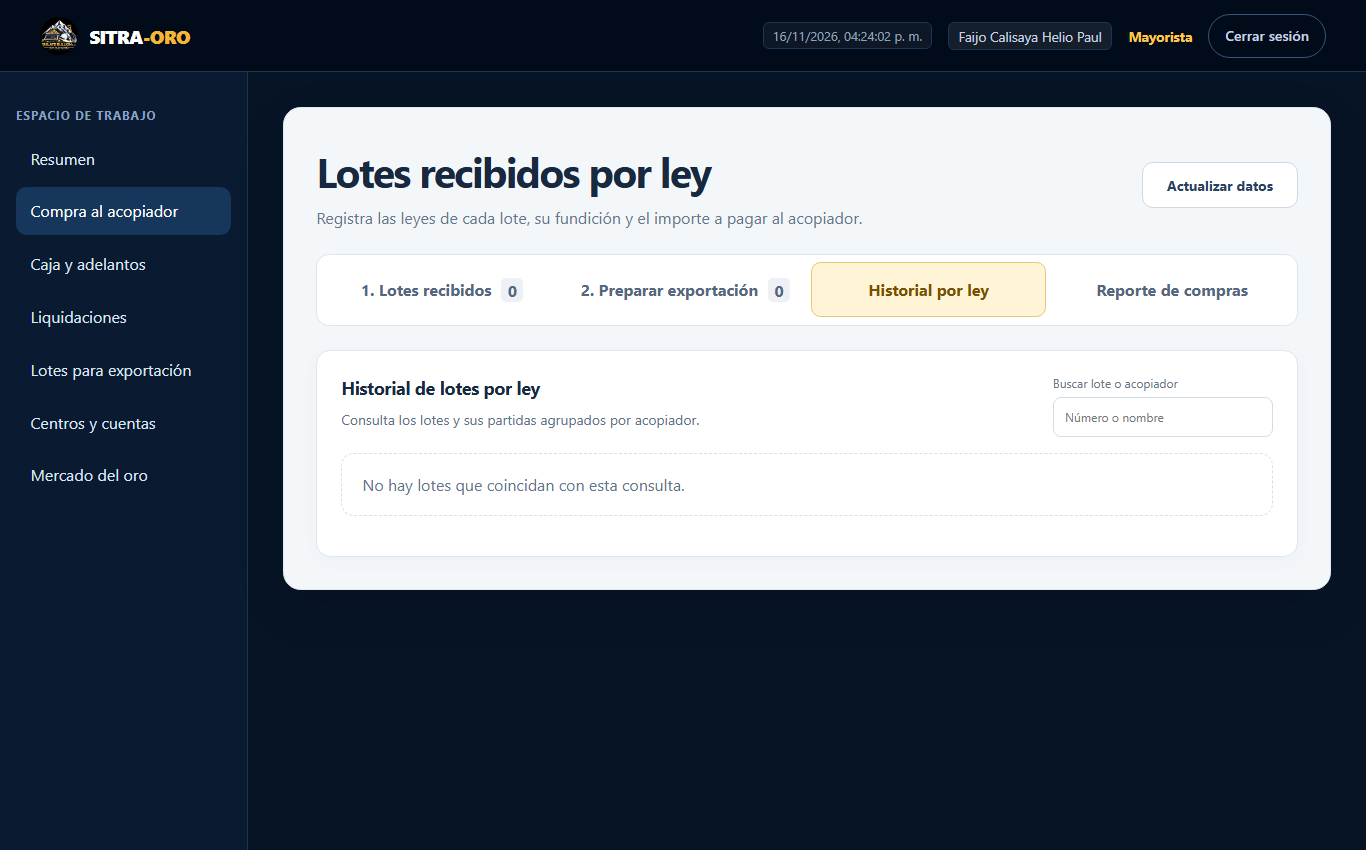 SITRA-ORO
16/11/2026, 04:24:02 p. m.
Faijo Calisaya Helio Paul
Mayorista
Cerrar sesión
ESPACIO DE TRABAJO
Resumen
Compra al acopiador
Caja y adelantos
Liquidaciones
Lotes para exportación
Centros y cuentas
Mercado del oro
Lotes recibidos por ley
Registra las leyes de cada lote, su fundición y el importe a pagar al acopiador.
Actualizar datos
1. Lotes recibidos 0
2. Preparar exportación 0
Historial por ley
Reporte de compras
Historial de lotes por ley
Consulta los lotes y sus partidas agrupados por acopiador.
Buscar lote o acopiador
Número o nombre
No hay lotes que coincidan con esta consulta.